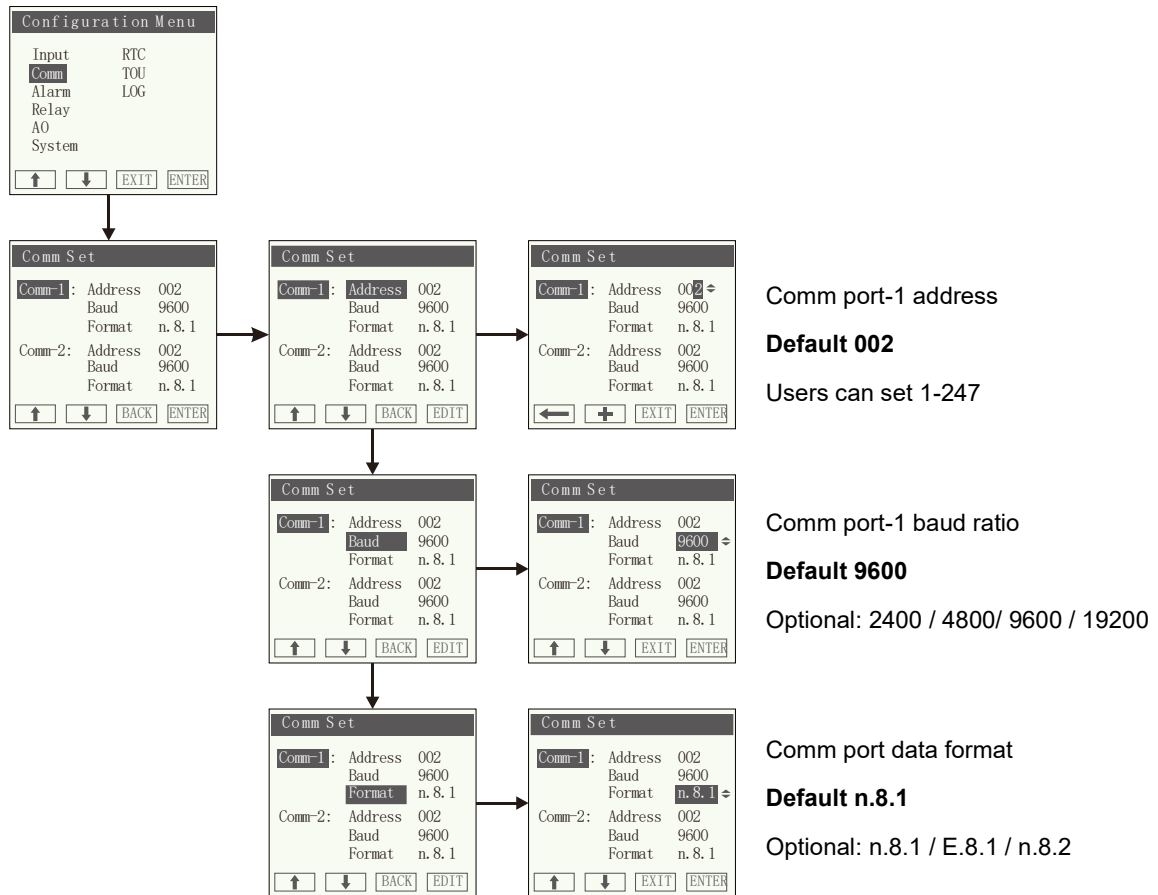 Configuration Menu
Input RTC
Comm TOU
Alarm LOG
Relay
AO
System
EXIT ENTER
Comm Set
Comm-1: Address 002
Baud 9600
Format n.8.1
Comm-2: Address 002
Baud 9600
Format n.8.1
BACK ENTER
Comm Set
Comm-1: Address 002
Baud 9600
Format n.8.1
Comm-2: Address 002
Baud 9600
Format n.8.1
BACK EDIT
Comm Set
Comm-1: Address 002
Baud 9600
Format n.8.1
Comm-2: Address 002
Baud 9600
Format n.8.1
EXIT ENTER
Comm port-1 address
Default 002
Users can set 1-247
Comm Set
Comm-1: Address 002
Baud 9600
Format n.8.1
Comm-2: Address 002
Baud 9600
Format n.8.1
BACK EDIT
Comm Set
Comm-1: Address 002
Baud 9600
Format n.8.1
Comm-2: Address 002
Baud 9600
Format n.8.1
EXIT ENTER
Comm port-1 baud ratio
Default 9600
Optional: 2400 / 4800/ 9600 / 19200
Comm Set
Comm-1: Address 002
Baud 9600
Format n.8.1
Comm-2: Address 002
Baud 9600
Format n.8.1
BACK EDIT
Comm Set
Comm-1: Address 002
Baud 9600
Format n.8.1
Comm-2: Address 002
Baud 9600
Format n.8.1
EXIT ENTER
Comm port data format
Default n.8.1
Optional: n.8.1 / E.8.1 / n.8.2